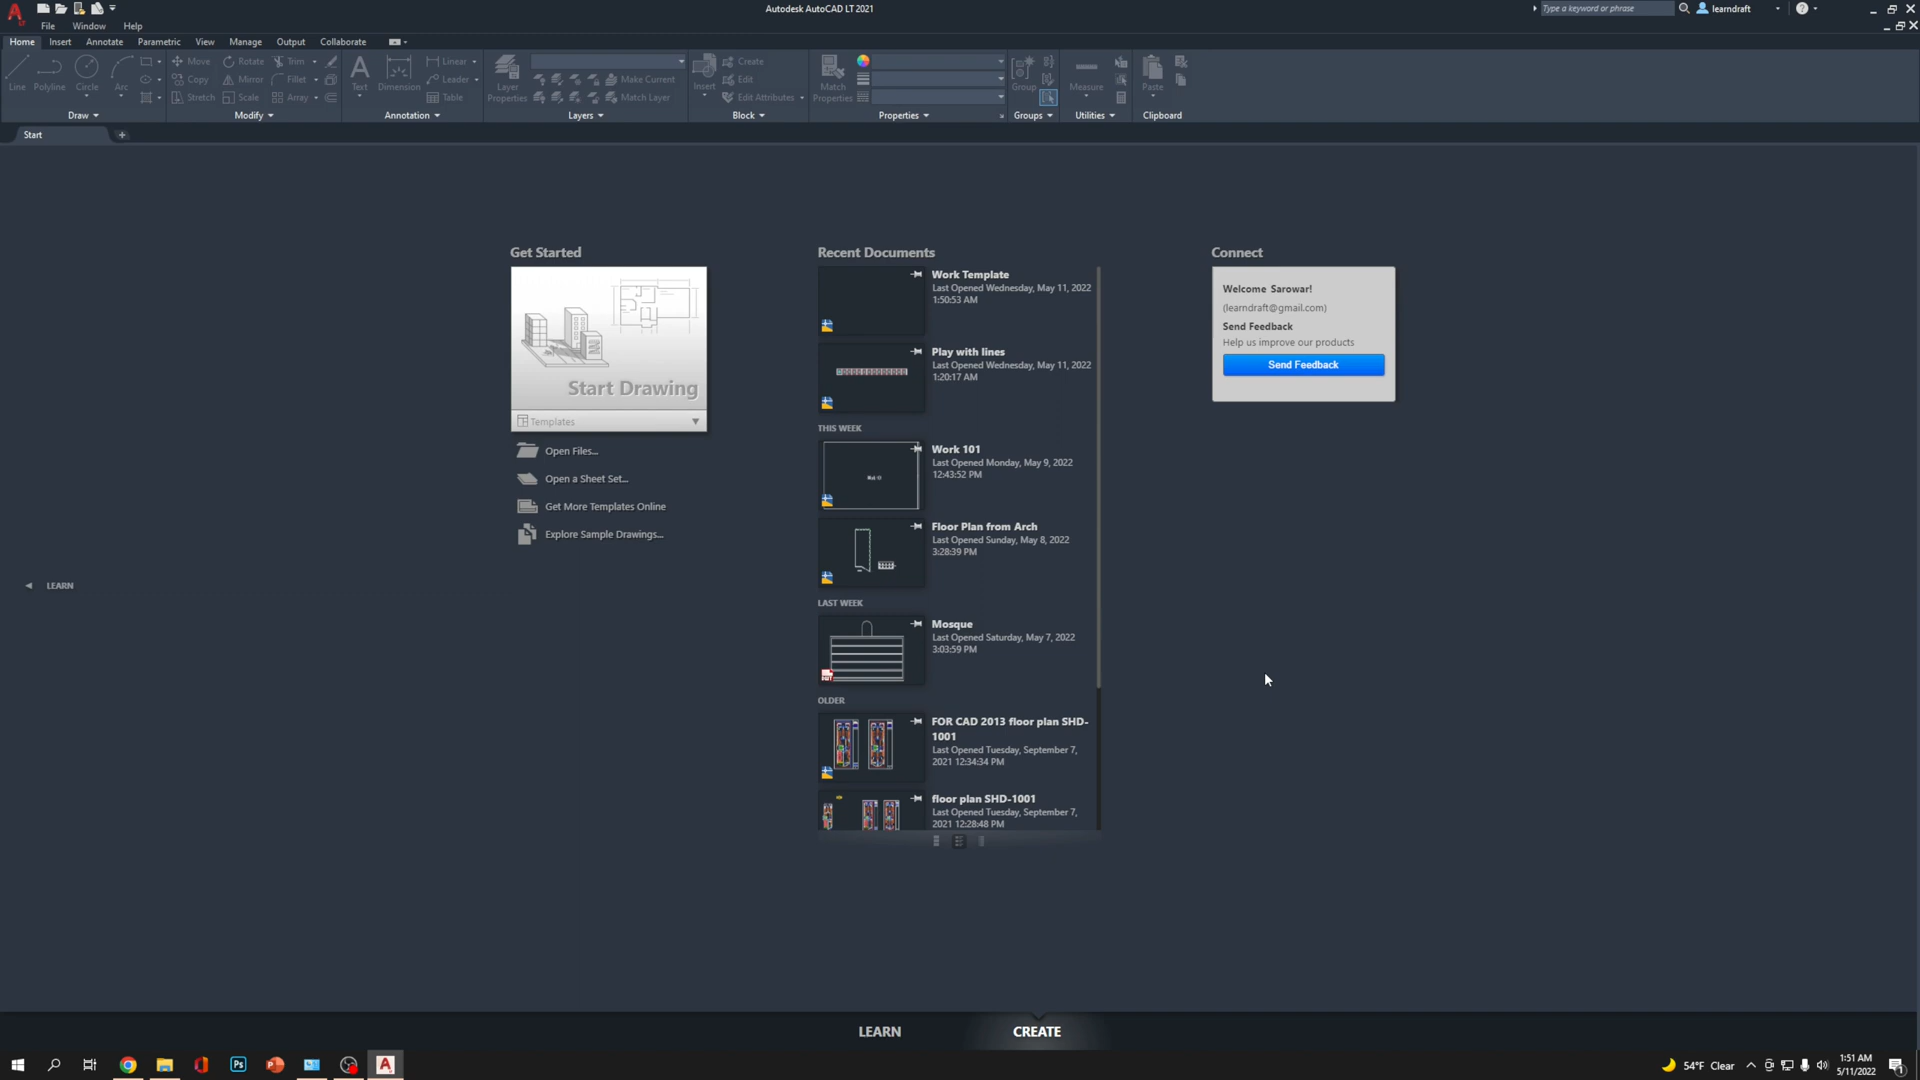 Autodesk AutoCAD LT 2021
Type a keyword or phrase
learndraft
File Window Help
Home Insert Annotate Parametric View Manage Output Collaborate
Line Polyline Circle Arc
Move Rotate Trim
Copy Mirror Fillet
Stretch Scale Array
Text Dimension
Linear
Leader
Table
Layer Properties
Make Current
Match Layer
Insert
Create
Edit
Edit Attributes
Match Properties
Group
Measure
Paste
Draw Modify Annotation Layers Block Properties Groups Utilities Clipboard
Start
Get Started
Start Drawing
Templates
Open Files...
Open a Sheet Set...
Get More Templates Online
Explore Sample Drawings...
LEARN
Recent Documents
Work Template
Last Opened Wednesday, May 11, 2022
1:50:53 AM
Play with lines
Last Opened Wednesday, May 11, 2022
1:20:17 AM
THIS WEEK
Work 101
Last Opened Monday, May 9, 2022
12:43:52 PM
Floor Plan from Arch
Last Opened Sunday, May 8, 2022
3:28:39 PM
LAST WEEK
Mosque
Last Opened Saturday, May 7, 2022
3:03:59 PM
OLDER
FOR CAD 2013 floor plan SHD-
1001
Last Opened Tuesday, September 7,
2021 12:34:34 PM
floor plan SHD-1001
Last Opened Tuesday, September 7,
2021 12:28:48 PM
Connect
Welcome Sarowar!
(learndraft@gmail.com)
Send Feedback
Help us improve our products
Send Feedback
LEARN CREATE
54°F Clear
1:51 AM
5/11/2022